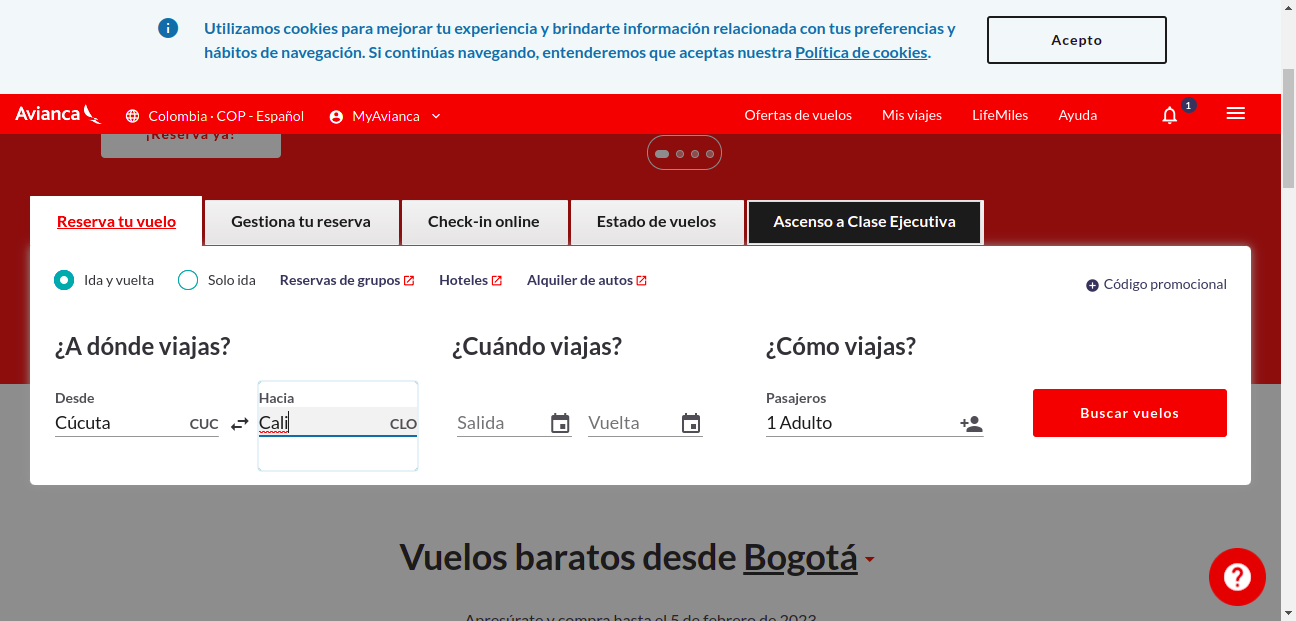 Utilizamos cookies para mejorar tu experiencia y brindarte información relacionada con tus preferencias y
hábitos de navegación. Si continúas navegando, entenderemos que aceptas nuestra Política de cookies.
Acepto
Avianca
Colombia · COP - Español
MyAvianca
Ofertas de vuelos
Mis viajes
LifeMiles
Ayuda
1
¡Reserva ya!
Reserva tu vuelo
Gestiona tu reserva
Check-in online
Estado de vuelos
Ascenso a Clase Ejecutiva
Ida y vuelta
Solo ida
Reservas de grupos
Hoteles
Alquiler de autos
Código promocional
¿A dónde viajas?
¿Cuándo viajas?
¿Cómo viajas?
Desde
Hacia
Pasajeros
Cúcuta CUC
Cali CLO
Salida
Vuelta
1 Adulto
Buscar vuelos
Vuelos baratos desde Bogotá
Apresúrate y compra hasta el 5 de febrero de 2023